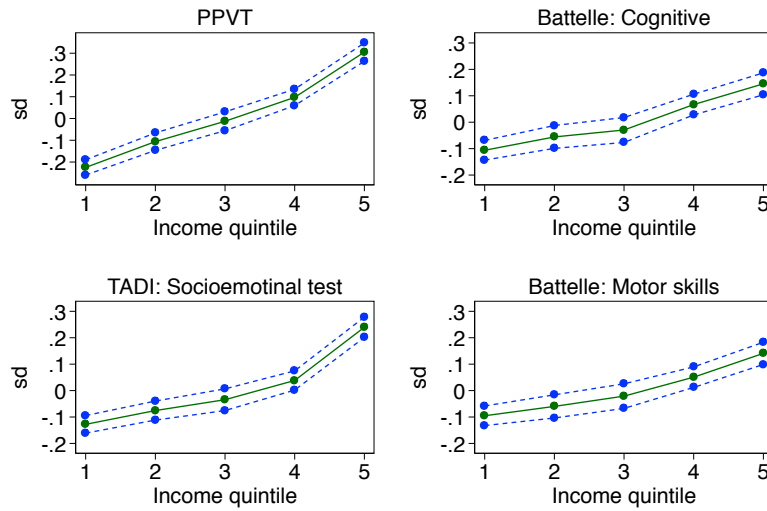 PPVT
.3
.2
.1
0
-.1
-.2
sd
1 2 3 4 5
Income quintile
Battelle: Cognitive
.3
.2
.1
0
-.1
-.2
sd
1 2 3 4 5
Income quintile
TADI: Socioemotinal test
.3
.2
.1
0
-.1
-.2
sd
1 2 3 4 5
Income quintile
Battelle: Motor skills
.3
.2
.1
0
-.1
-.2
sd
1 2 3 4 5
Income quintile